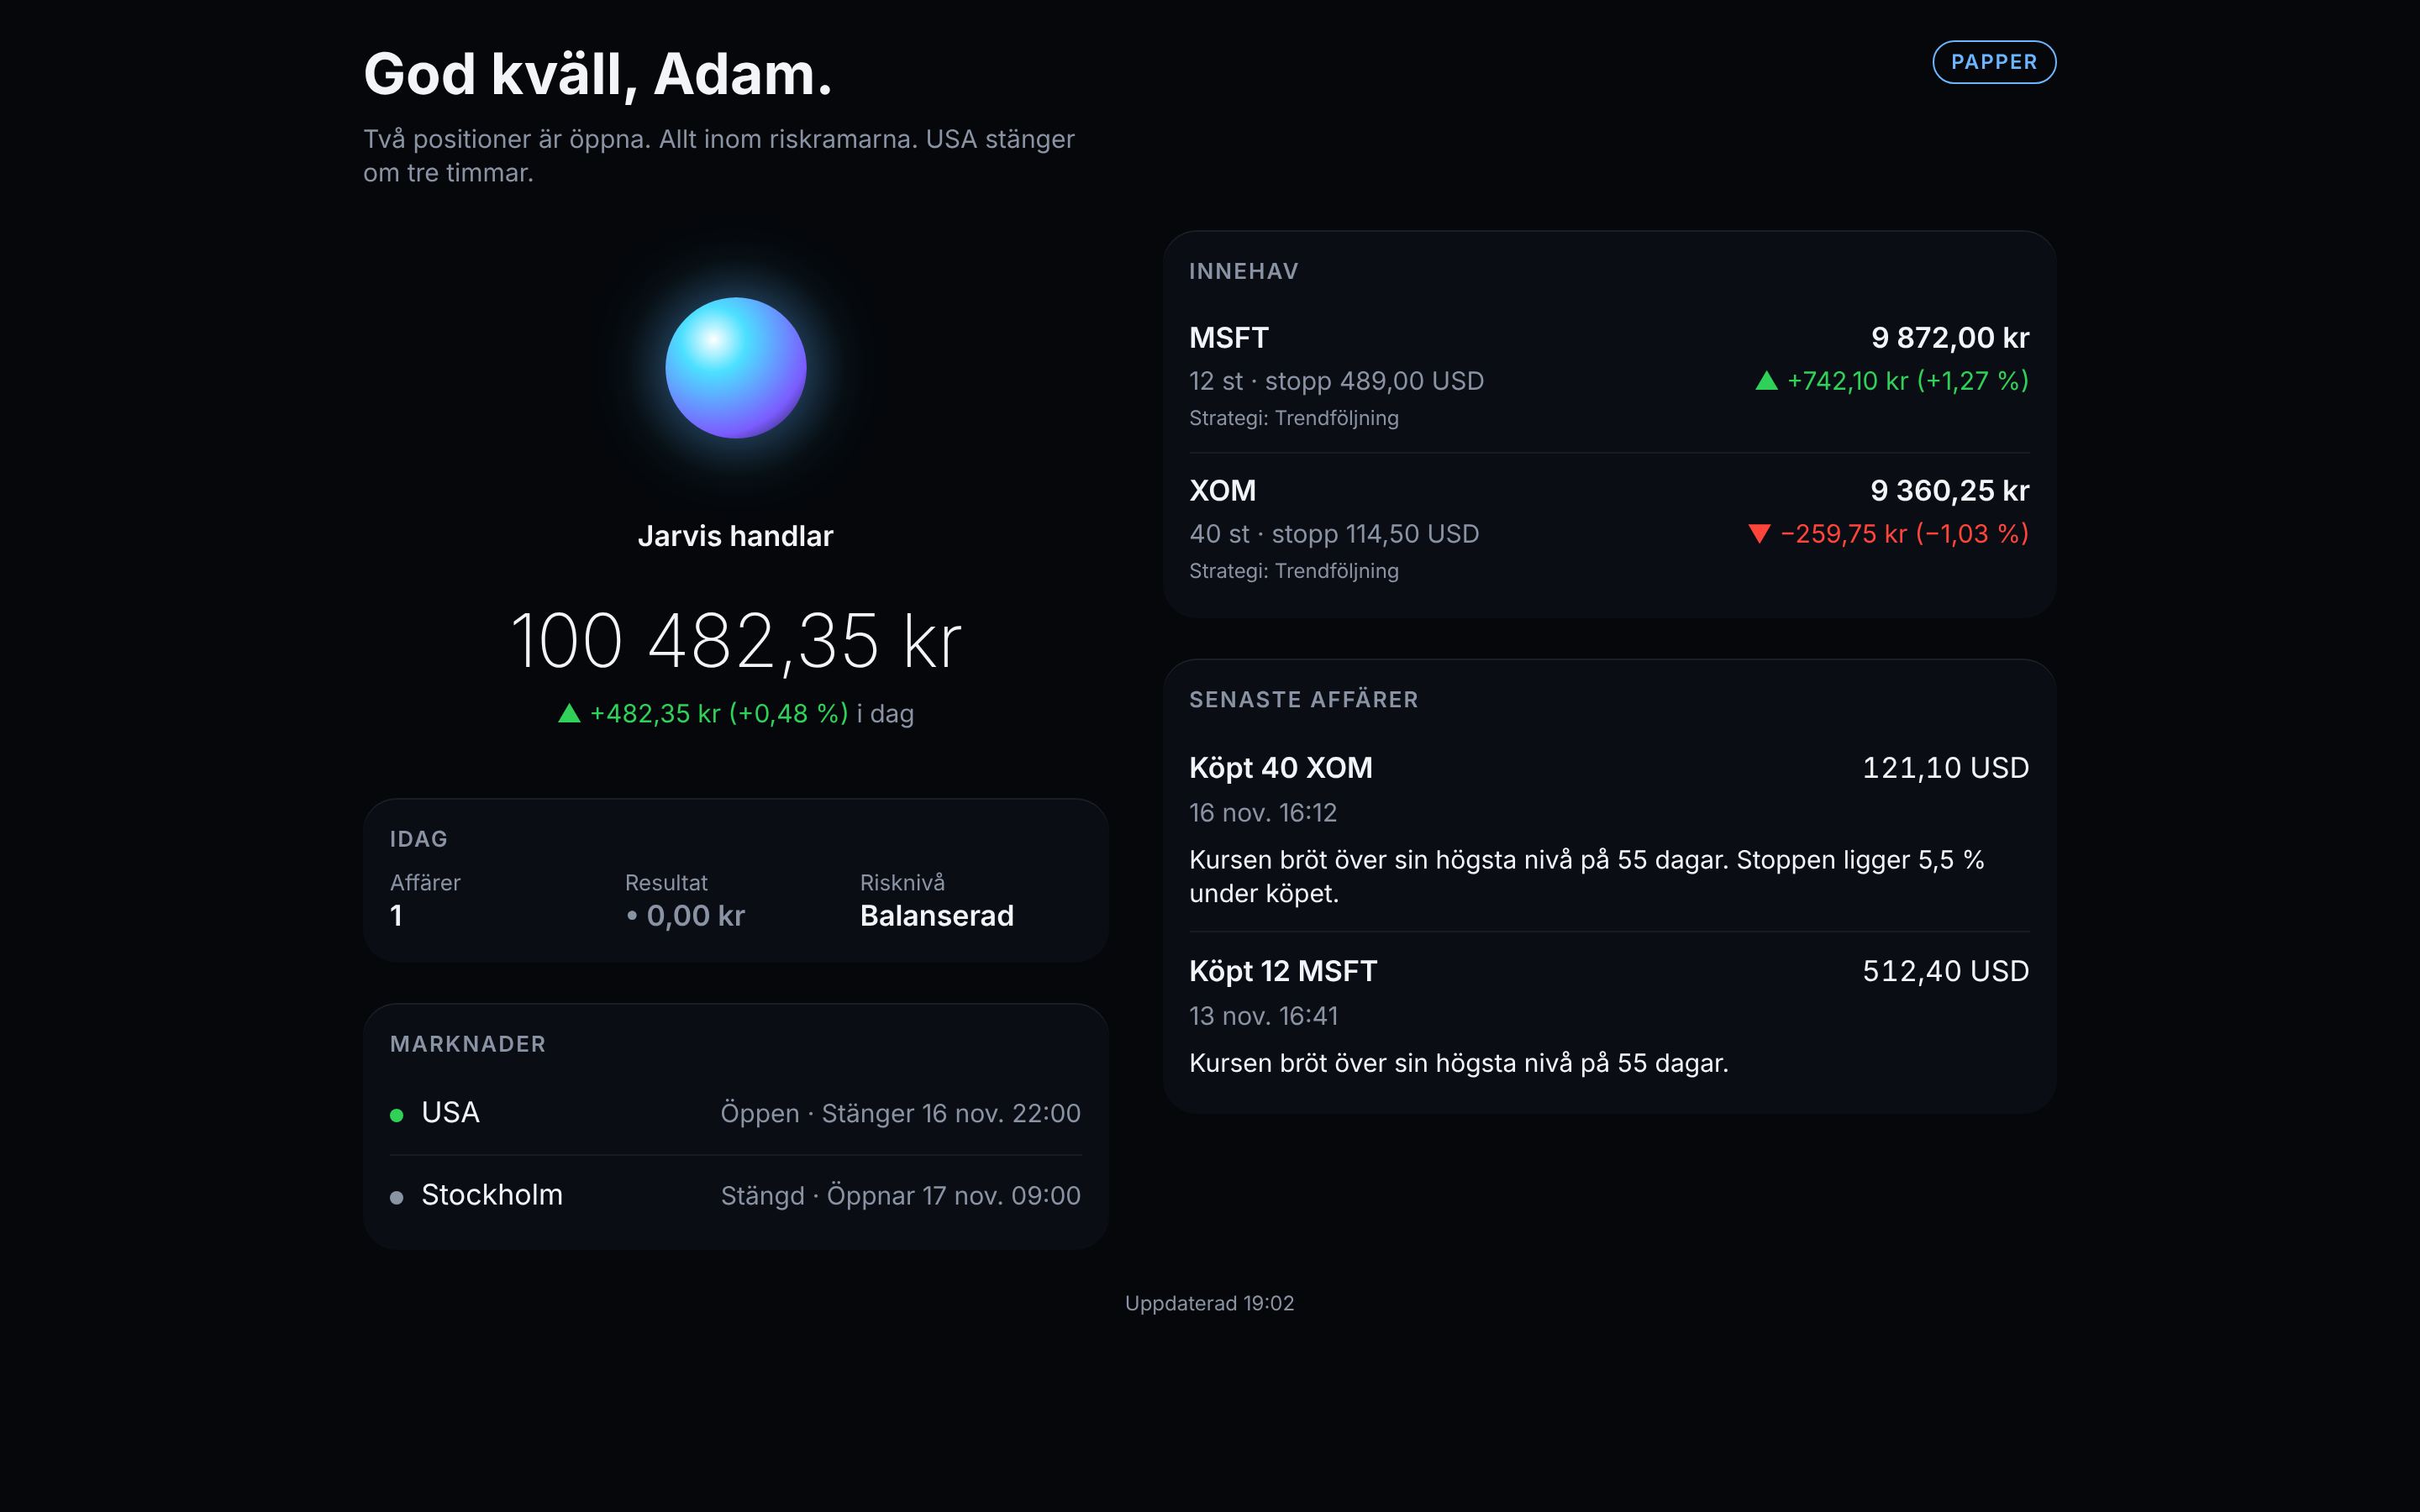 God kväll, Adam.
PAPPER
Två positioner är öppna. Allt inom riskramarna. USA stänger
om tre timmar.
Jarvis handlar
100 482,35 kr
▲ +482,35 kr (+0,48 %) i dag
IDAG
Affärer
1
Resultat
• 0,00 kr
Risknivå
Balanserad
MARKNADER
USA
Öppen · Stänger 16 nov. 22:00
Stockholm
Stängd · Öppnar 17 nov. 09:00
INNEHAV
MSFT
9 872,00 kr
12 st · stopp 489,00 USD
▲ +742,10 kr (+1,27 %)
Strategi: Trendföljning
XOM
9 360,25 kr
40 st · stopp 114,50 USD
▼ −259,75 kr (−1,03 %)
Strategi: Trendföljning
SENASTE AFFÄRER
Köpt 40 XOM
121,10 USD
16 nov. 16:12
Kursen bröt över sin högsta nivå på 55 dagar. Stoppen ligger 5,5 %
under köpet.
Köpt 12 MSFT
512,40 USD
13 nov. 16:41
Kursen bröt över sin högsta nivå på 55 dagar.
Uppdaterad 19:02